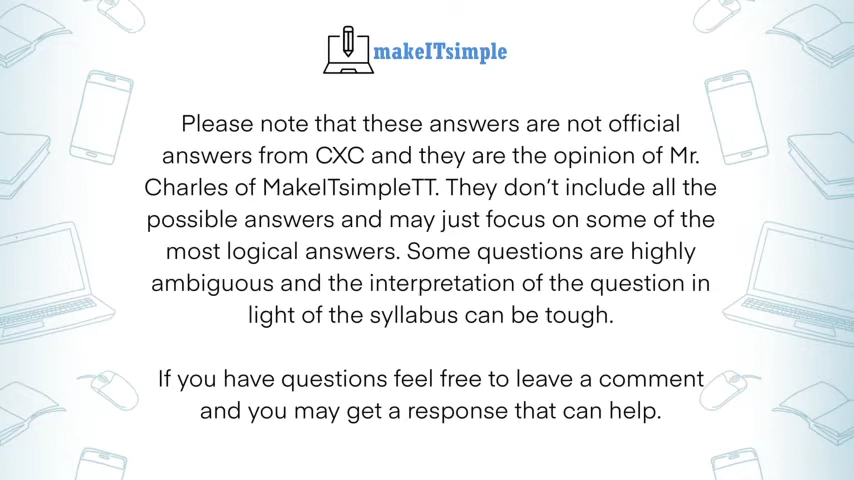 makeITsimple
Please note that these answers are not official
answers from CXC and they are the opinion of Mr.
Charles of MakeITsimpleTT. They don't include all the
possible answers and may just focus on some of the
most logical answers. Some questions are highly
ambiguous and the interpretation of the question in
light of the syllabus can be tough.
If you have questions feel free to leave a comment
and you may get a response that can help.